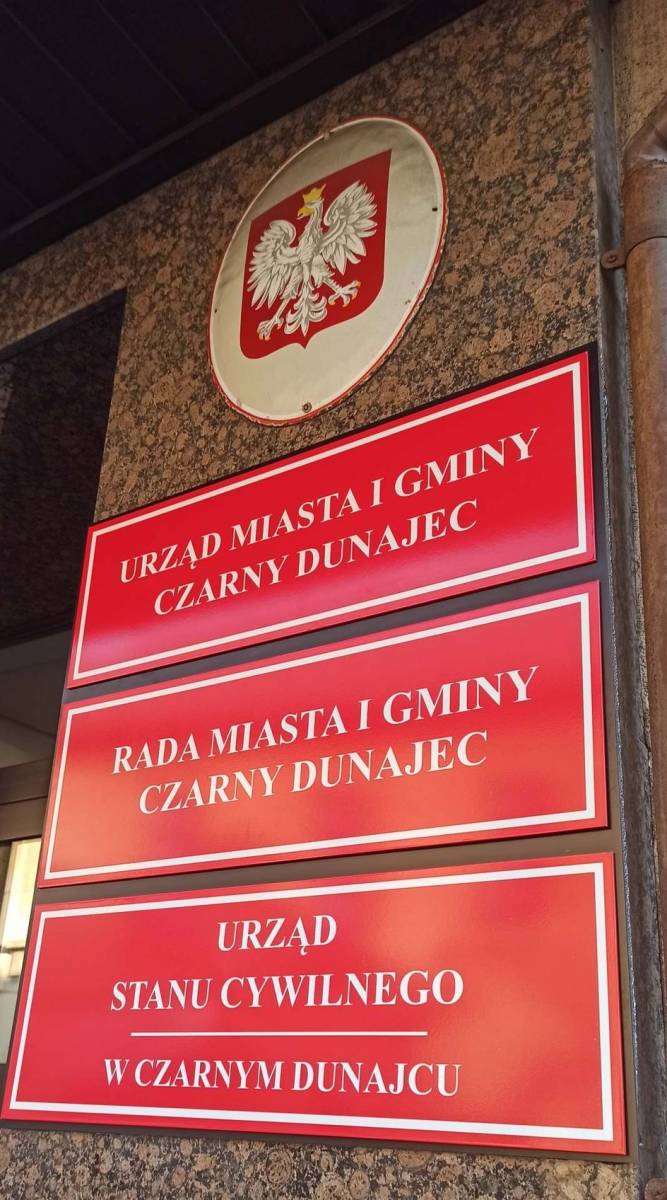 URZĄD MIASTA I GMINY
CZARNY DUNAJEC
RADA MIASTA I GMINY
CZARNY DUNAJEC
URZĄD
STANU CYWILNEGO
W CZARNYM DUNAJCU